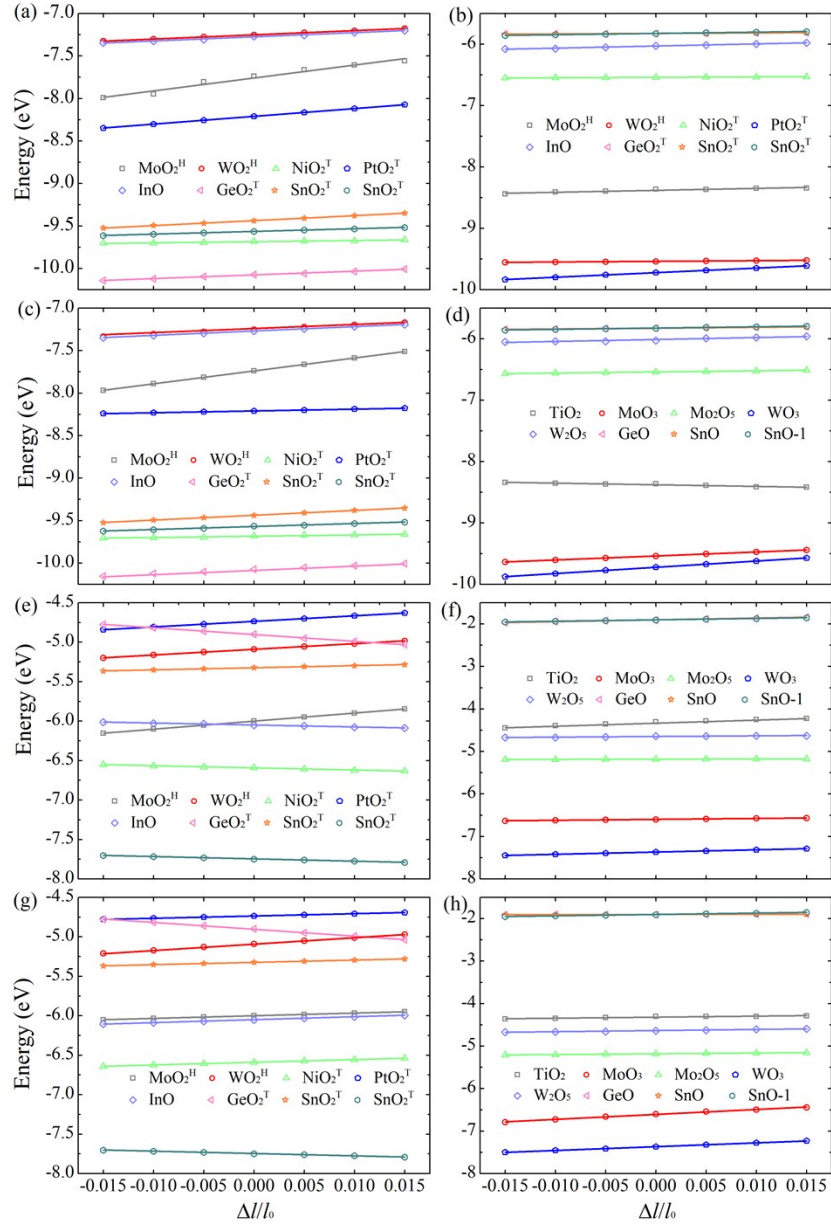 (a)
-7.0
-7.5
-8.0
-8.5
-9.0
-9.5
-10.0
Energy (eV)
MoO₂ᴴ WO₂ᴴ NiO₂ᵀ PtO₂ᵀ
InO GeO₂ᵀ SnO₂ᵀ SnO₂ᵀ
(b)
-6
-7
-8
-9
-10
MoO₂ᴴ WO₂ᴴ NiO₂ᵀ PtO₂ᵀ
InO GeO₂ᵀ SnO₂ᵀ SnO₂ᵀ
(c)
-7.0
-7.5
-8.0
-8.5
-9.0
-9.5
-10.0
Energy (eV)
MoO₂ᴴ WO₂ᴴ NiO₂ᵀ PtO₂ᵀ
InO GeO₂ᵀ SnO₂ᵀ SnO₂ᵀ
(d)
-6
-7
-8
-9
-10
TiO₂ MoO₃ Mo₂O₅ WO₃
W₂O₅ GeO SnO SnO-1
(e)
-4.5
-5.0
-5.5
-6.0
-6.5
-7.0
-7.5
-8.0
Energy (eV)
MoO₂ᴴ WO₂ᴴ NiO₂ᵀ PtO₂ᵀ
InO GeO₂ᵀ SnO₂ᵀ SnO₂ᵀ
(f)
-2
-4
-5
-6
-7
-8
TiO₂ MoO₃ Mo₂O₅ WO₃
W₂O₅ GeO SnO SnO-1
(g)
-4.5
-5.0
-5.5
-6.0
-6.5
-7.0
-7.5
-8.0
Energy (eV)
MoO₂ᴴ WO₂ᴴ NiO₂ᵀ PtO₂ᵀ
InO GeO₂ᵀ SnO₂ᵀ SnO₂ᵀ
-0.015 -0.010 -0.005 0.000 0.005 0.010 0.015
Δl/l₀
(h)
-2
-4
-5
-6
-7
-8
TiO₂ MoO₃ Mo₂O₅ WO₃
W₂O₅ GeO SnO SnO-1
-0.015 -0.010 -0.005 0.000 0.005 0.010 0.015
Δl/l₀